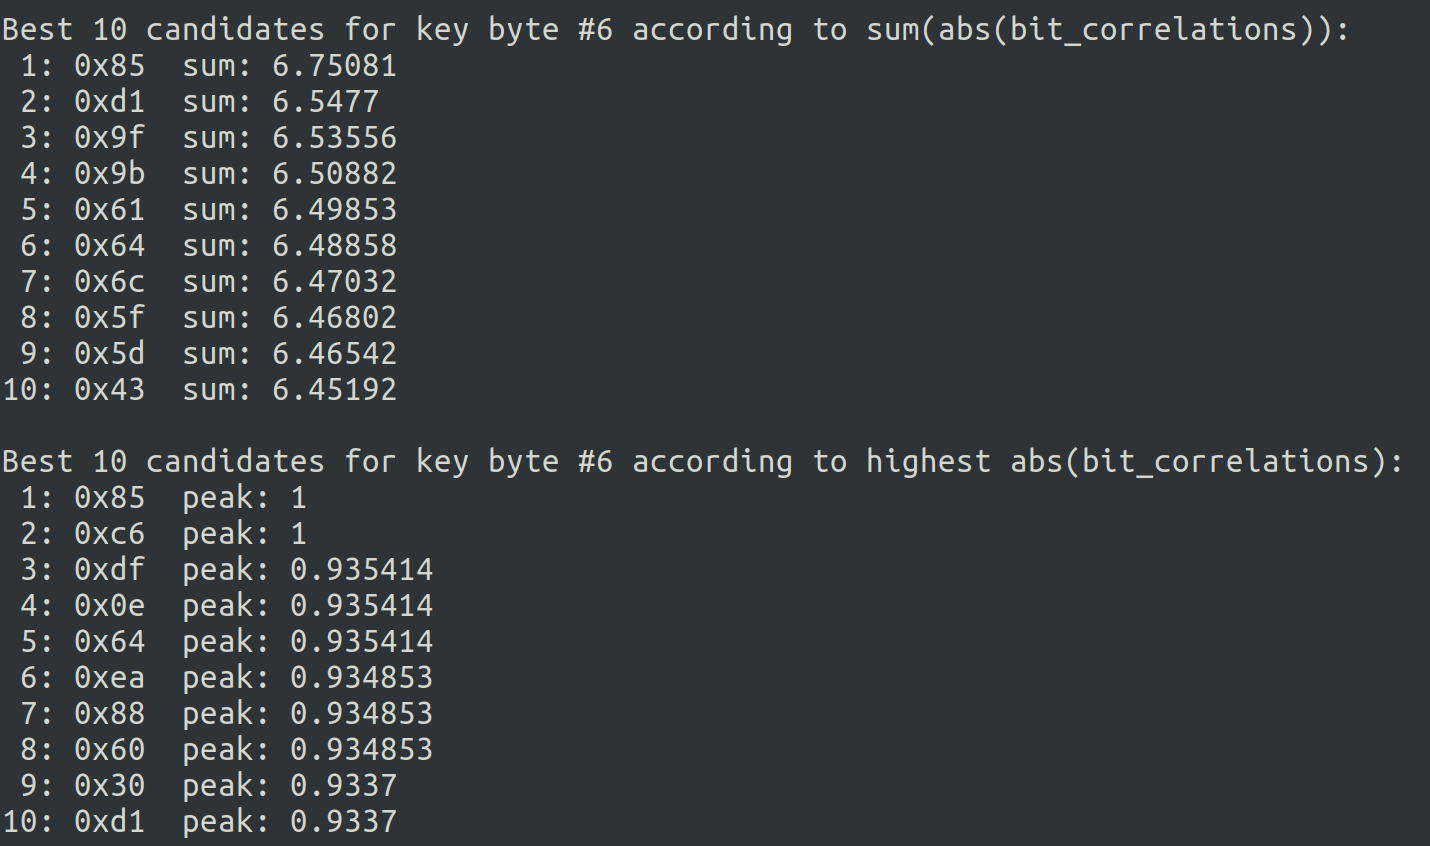 Best 10 candidates for key byte #6 according to sum(abs(bit_correlations)):
 1: 0x85  sum: 6.75081
 2: 0xd1  sum: 6.5477
 3: 0x9f  sum: 6.53556
 4: 0x9b  sum: 6.50882
 5: 0x61  sum: 6.49853
 6: 0x64  sum: 6.48858
 7: 0x6c  sum: 6.47032
 8: 0x5f  sum: 6.46802
 9: 0x5d  sum: 6.46542
10: 0x43  sum: 6.45192

Best 10 candidates for key byte #6 according to highest abs(bit_correlations):
 1: 0x85  peak: 1
 2: 0xc6  peak: 1
 3: 0xdf  peak: 0.935414
 4: 0x0e  peak: 0.935414
 5: 0x64  peak: 0.935414
 6: 0xea  peak: 0.934853
 7: 0x88  peak: 0.934853
 8: 0x60  peak: 0.934853
 9: 0x30  peak: 0.9337
10: 0xd1  peak: 0.9337